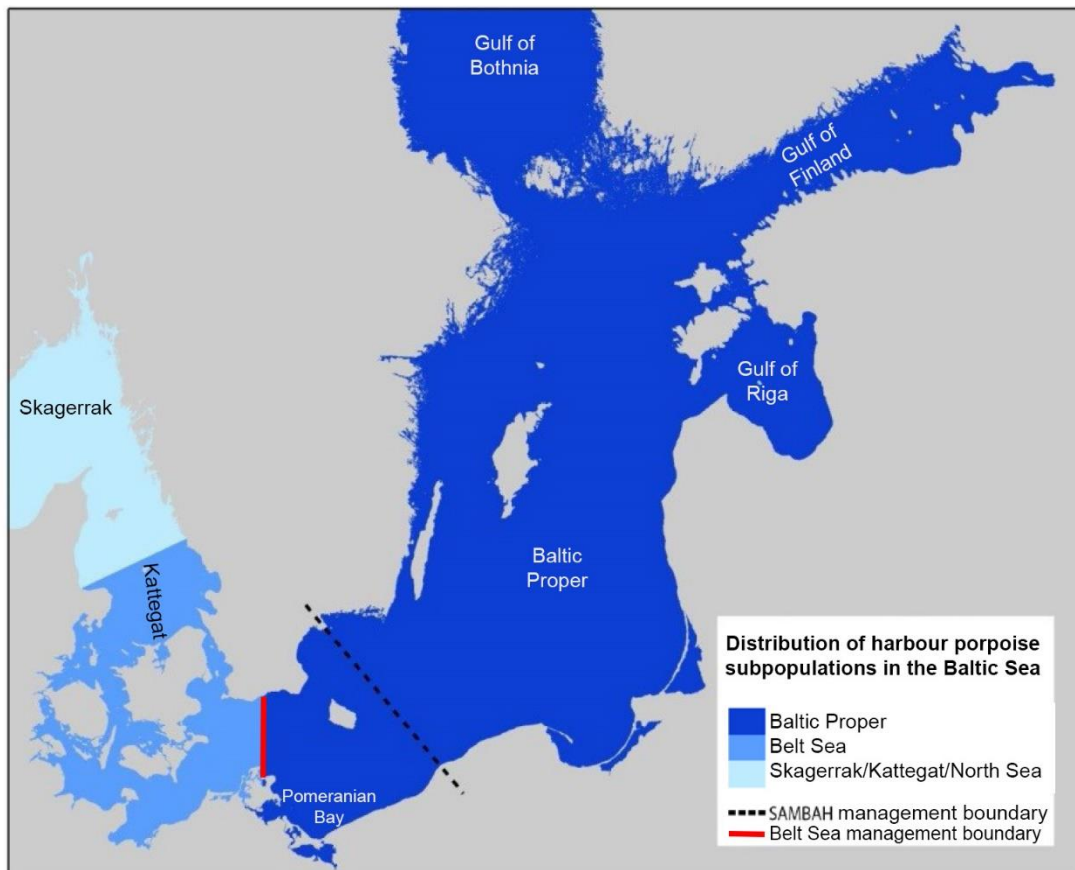 Gulf of
Bothnia
Gulf of
Finland
Skagerrak
Gulf of
Riga
Kattegat
Baltic
Proper
Pomeranian
Bay
Distribution of harbour porpoise
subpopulations in the Baltic Sea
Baltic Proper
Belt Sea
Skagerrak/Kattegat/North Sea
SAMBAH management boundary
Belt Sea management boundary